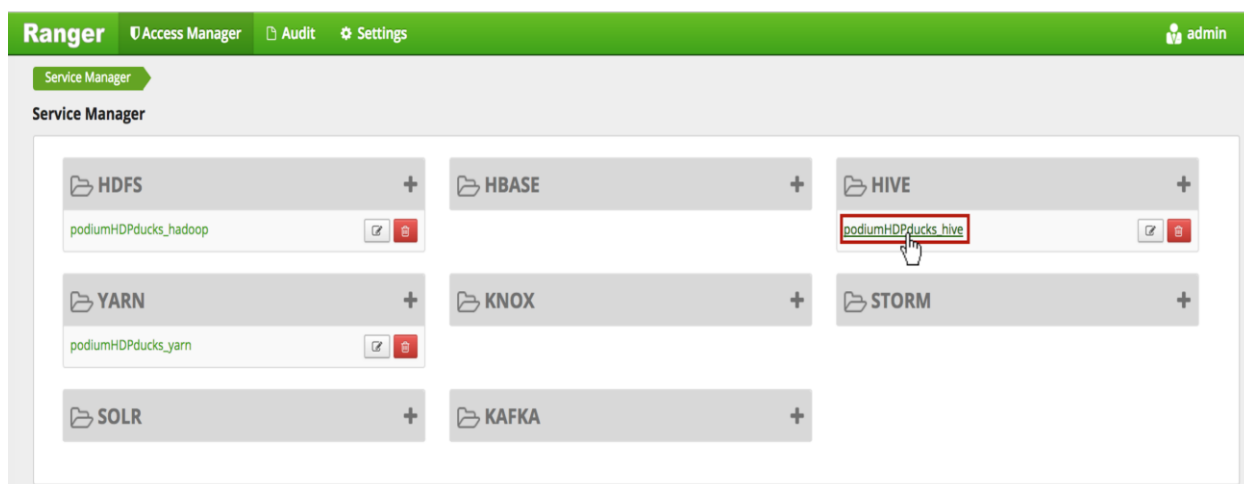 Ranger Access Manager Audit Settings admin
Service Manager
Service Manager
HDFS HBASE HIVE
podiumHDPducks_hadoop podiumHDPducks_hive
YARN KNOX STORM
podiumHDPducks_yarn
SOLR KAFKA